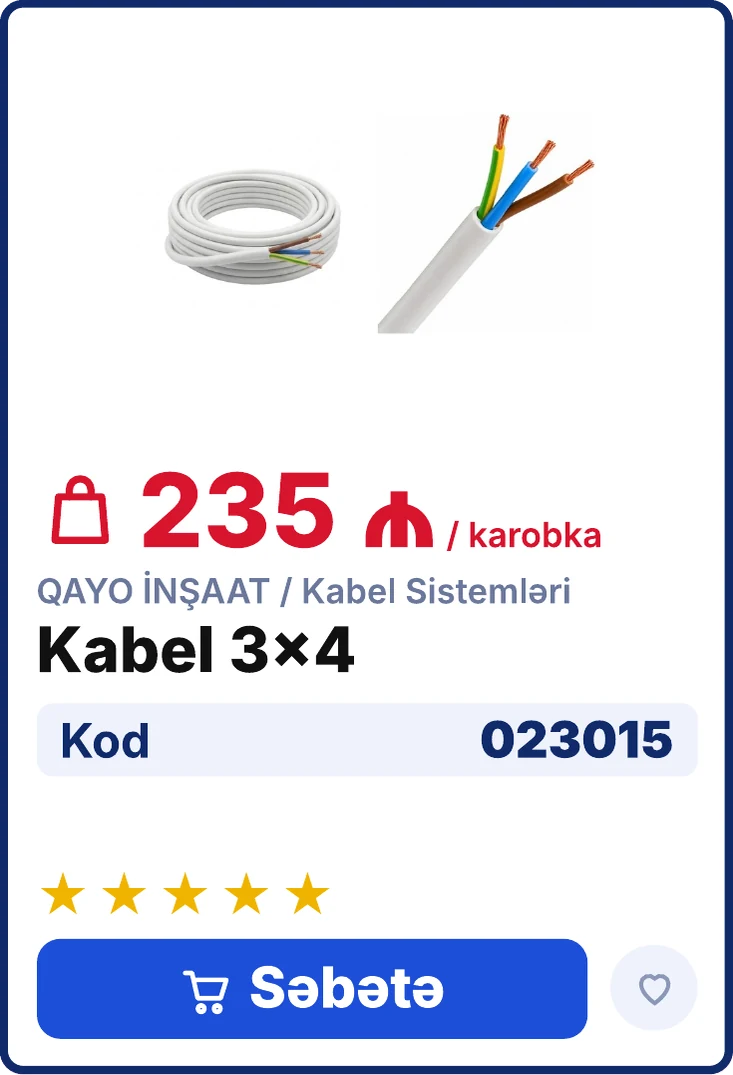 235 ₼ / karobka
QAYO İNŞAAT / Kabel Sistemləri
Kabel 3×4
Kod 023015
Səbətə